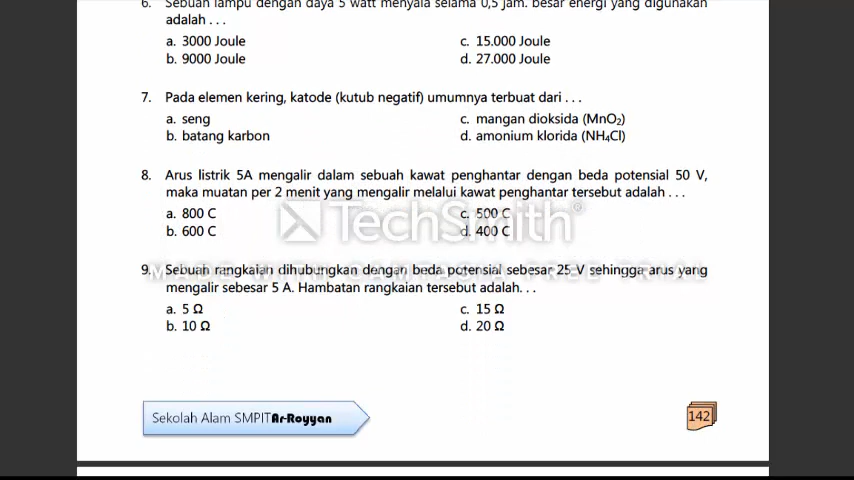 6. Sebuah lampu dengan daya 5 watt menyala selama 0,5 jam. besar energi yang digunakan
adalah . . .
a. 3000 Joule
c. 15.000 Joule
b. 9000 Joule
d. 27.000 Joule
7. Pada elemen kering, katode (kutub negatif) umumnya terbuat dari . . .
a. seng
c. mangan dioksida (MnO₂)
b. batang karbon
d. amonium klorida (NH₄Cl)
8. Arus listrik 5A mengalir dalam sebuah kawat penghantar dengan beda potensial 50 V,
maka muatan per 2 menit yang mengalir melalui kawat penghantar tersebut adalah . . .
a. 800 C
c. 500 C
b. 600 C
d. 400 C
TechSmith®
MADE WITH CAMTASIA FREE TRIAL
9. Sebuah rangkaian dihubungkan dengan beda potensial sebesar 25 V sehingga arus yang
mengalir sebesar 5 A. Hambatan rangkaian tersebut adalah. . .
a. 5 Ω
c. 15 Ω
b. 10 Ω
d. 20 Ω
Sekolah Alam SMPIT Ar-Royyan
142